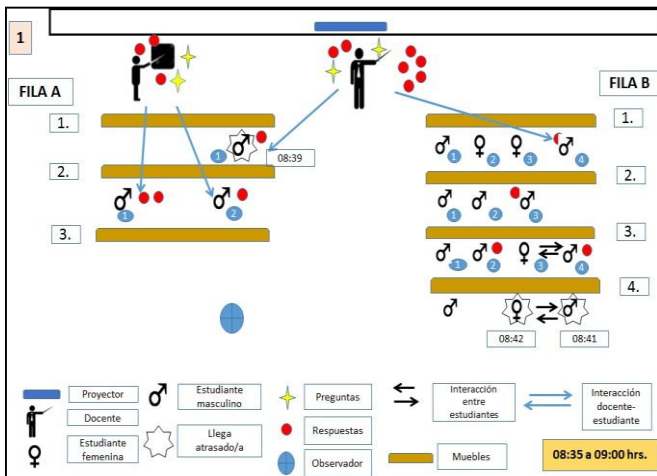 1
FILA A
FILA B
1.
1.
1
08:39
1
2
3
4
2.
2.
1
2
1
2
3
3.
3.
1
2
3
4
4.
08:42
08:41
Proyector
Estudiante
masculino
Preguntas
Interacción
entre
estudiantes
Interacción
docente-
estudiante
Docente
Respuestas
Estudiante
femenina
Llega
atrasado/a
Observador
Muebles
08:35 a 09:00 hrs.